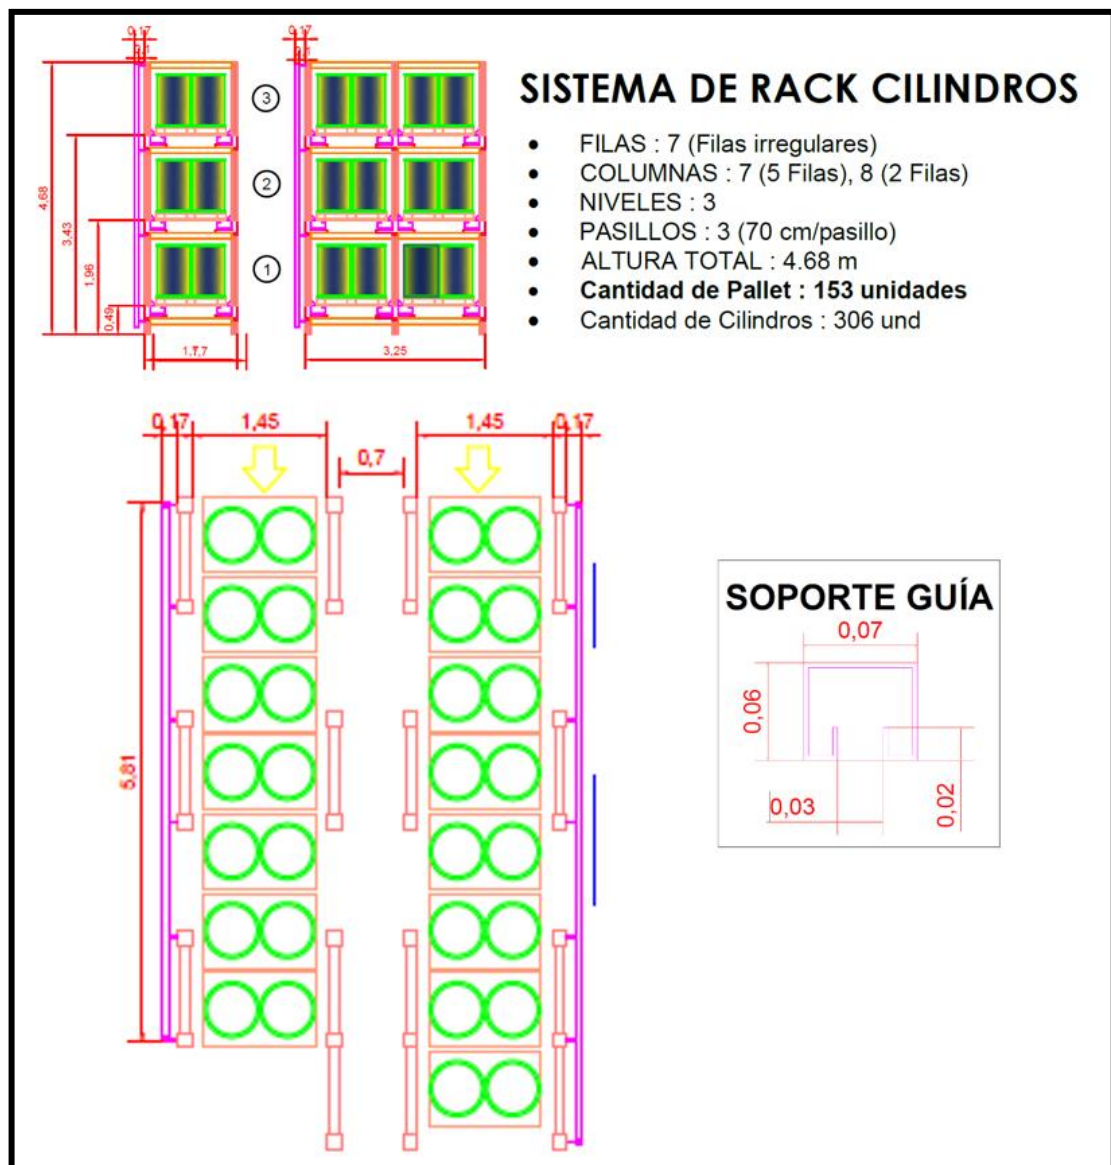 0,17
0,17
SISTEMA DE RACK CILINDROS
3
• FILAS : 7 (Filas irregulares)
• COLUMNAS : 7 (5 Filas), 8 (2 Filas)
2
• NIVELES : 3
4,68
3,43
• PASILLOS : 3 (70 cm/pasillo)
1,96
1
• ALTURA TOTAL : 4.68 m
• Cantidad de Pallet : 153 unidades
0,49
• Cantidad de Cilindros : 306 und
3,25
0,17 1,45 1,45 0,17
0,7
5,81
SOPORTE GUÍA
0,07
0,06
0,03
0,02